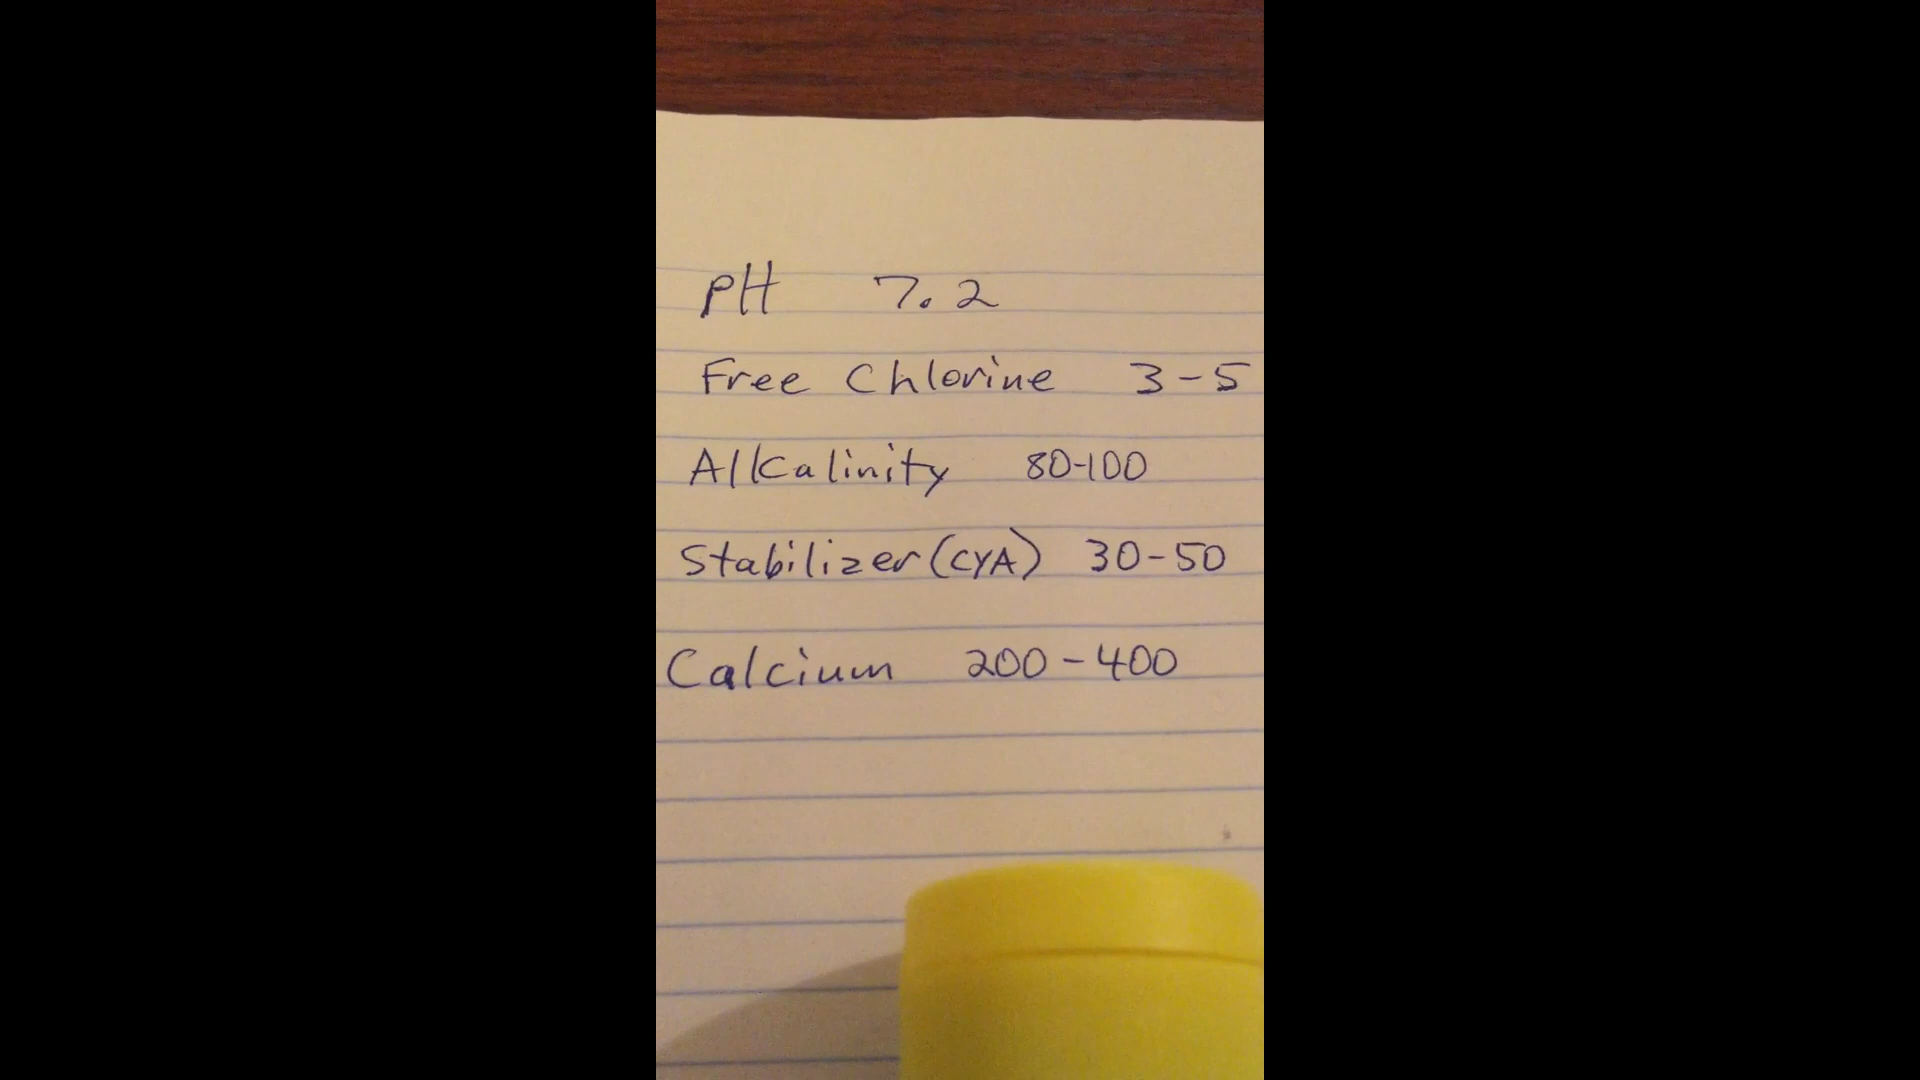 pH 7.2
Free Chlorine 3-5
Alkalinity 80-100
Stabilizer (CYA) 30-50
Calcium 200-400